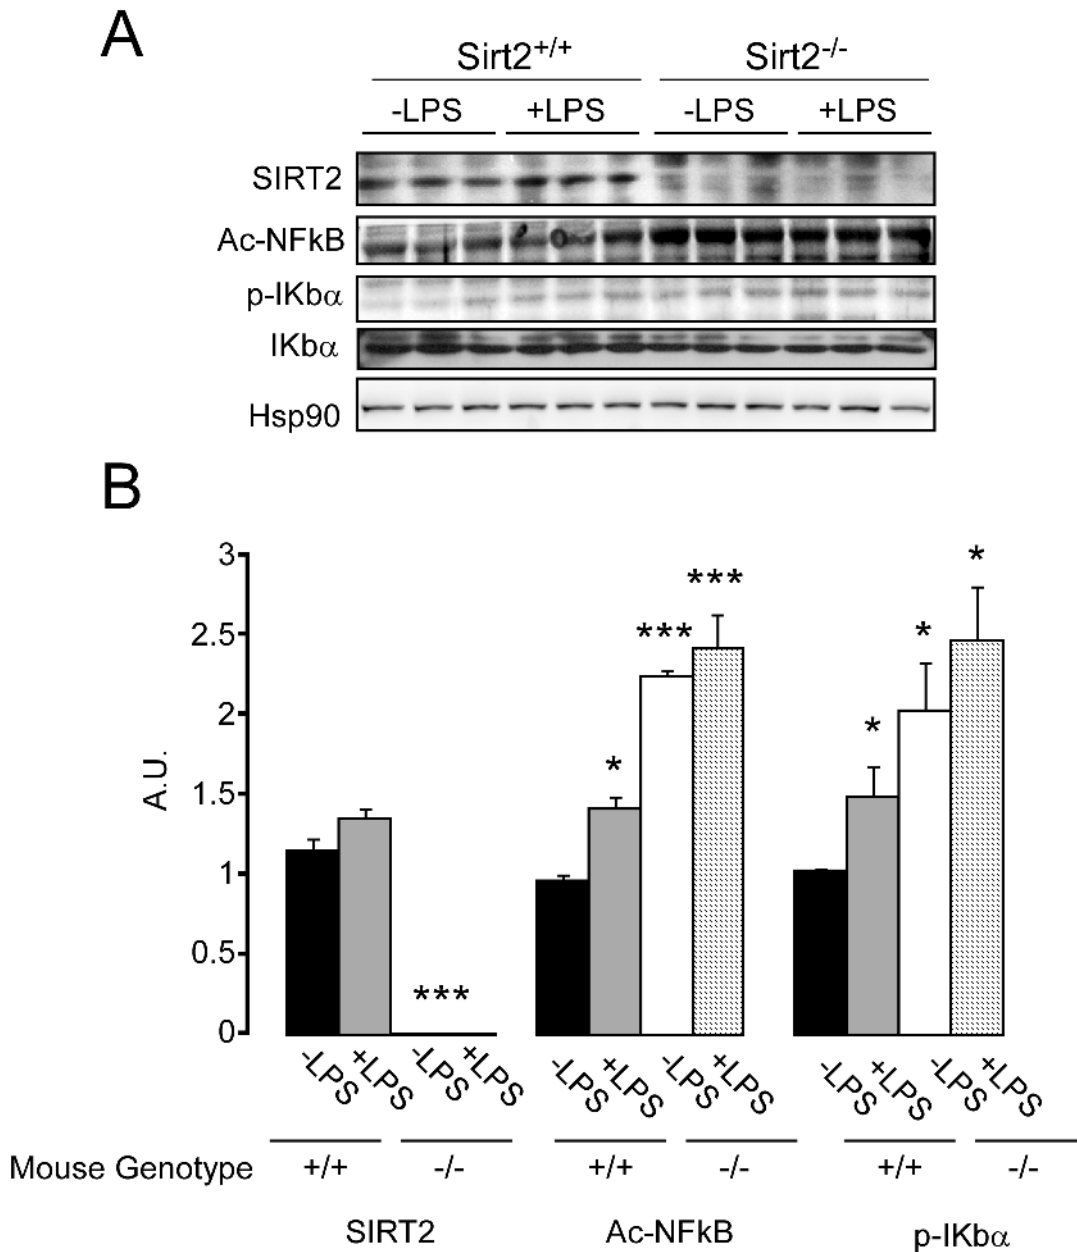 A
Sirt2+/+ Sirt2-/-
-LPS +LPS -LPS +LPS
SIRT2
Ac-NFkB
p-IKbα
IKbα
Hsp90
B
3
2.5
2
1.5
1
0.5
0
A.U.
*** * *** *** * * *
-LPS +LPS -LPS +LPS -LPS +LPS -LPS +LPS -LPS +LPS -LPS +LPS
Mouse Genotype +/+ -/- +/+ -/- +/+ -/-
SIRT2 Ac-NFkB p-IKbα